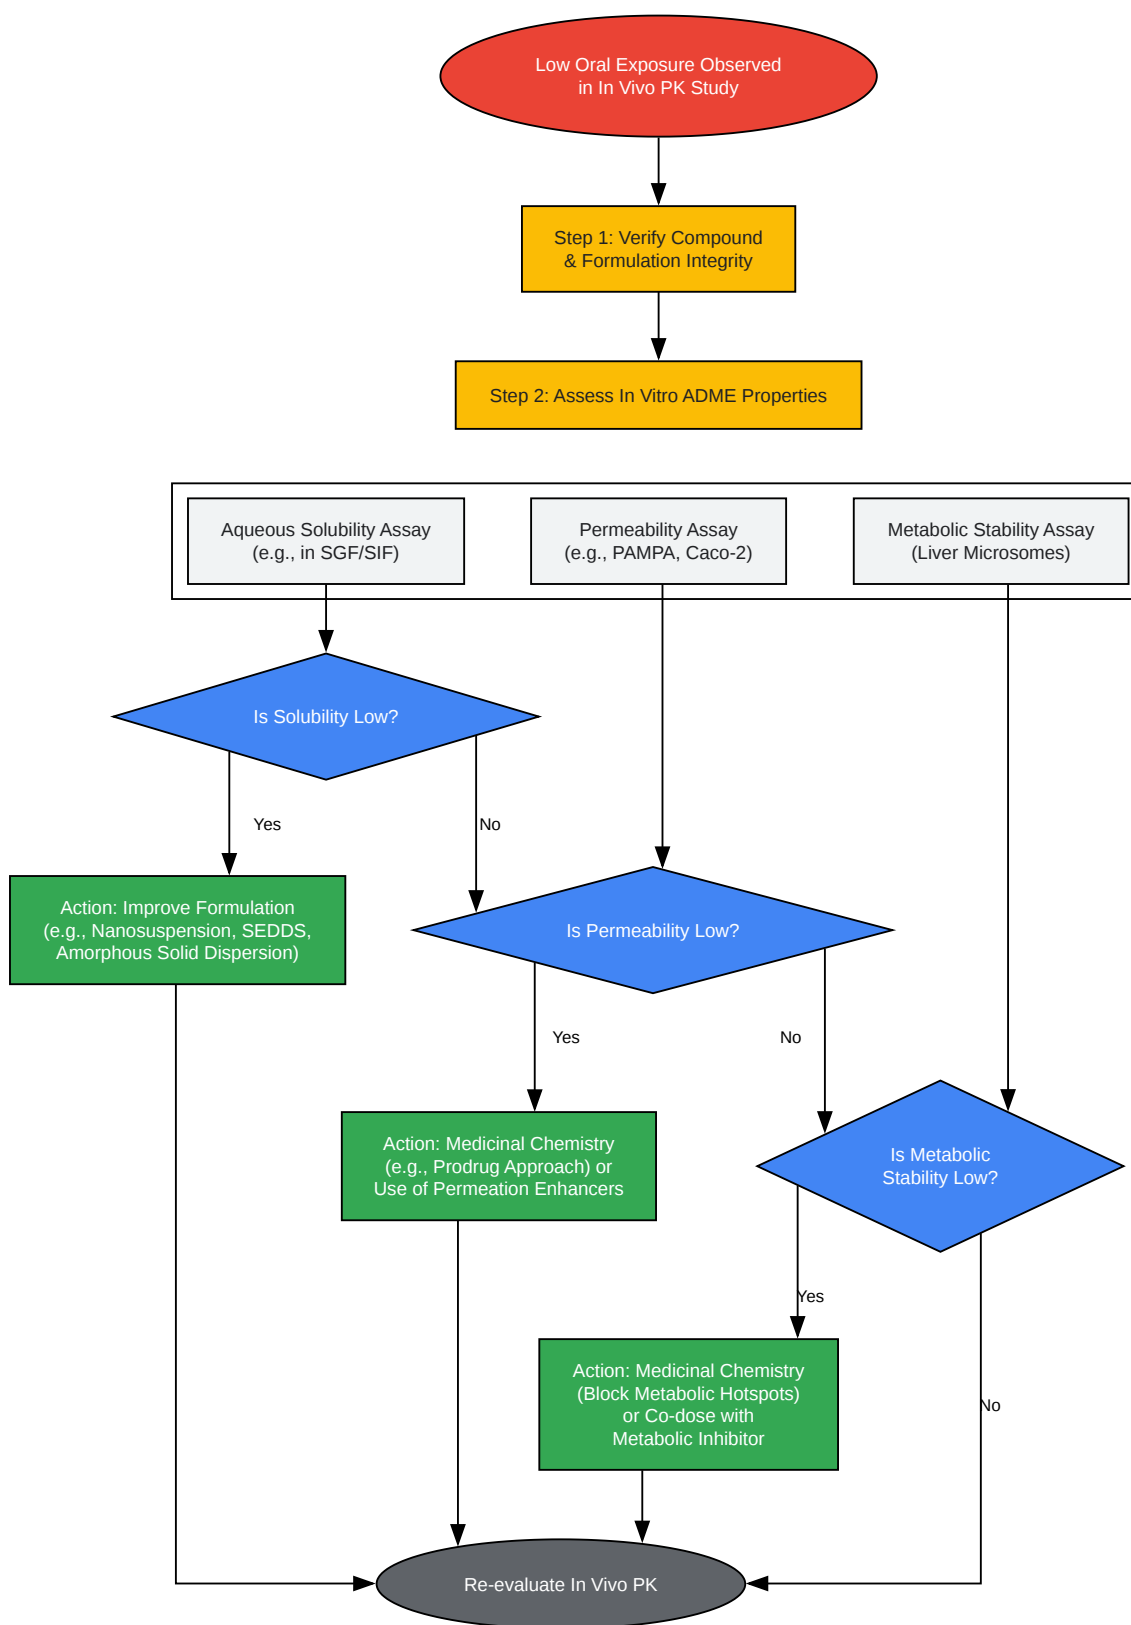 Low Oral Exposure Observed
in In Vivo PK Study
Step 1: Verify Compound
& Formulation Integrity
Step 2: Assess In Vitro ADME Properties
Aqueous Solubility Assay
(e.g., in SGF/SIF)
Permeability Assay
(e.g., PAMPA, Caco-2)
Metabolic Stability Assay
(Liver Microsomes)
Is Solubility Low?
Yes
No
Action: Improve Formulation
(e.g., Nanosuspension, SEDDS,
Amorphous Solid Dispersion)
Is Permeability Low?
Yes
No
Action: Medicinal Chemistry
(e.g., Prodrug Approach) or
Use of Permeation Enhancers
Is Metabolic
Stability Low?
Yes
No
Action: Medicinal Chemistry
(Block Metabolic Hotspots)
or Co-dose with
Metabolic Inhibitor
Re-evaluate In Vivo PK